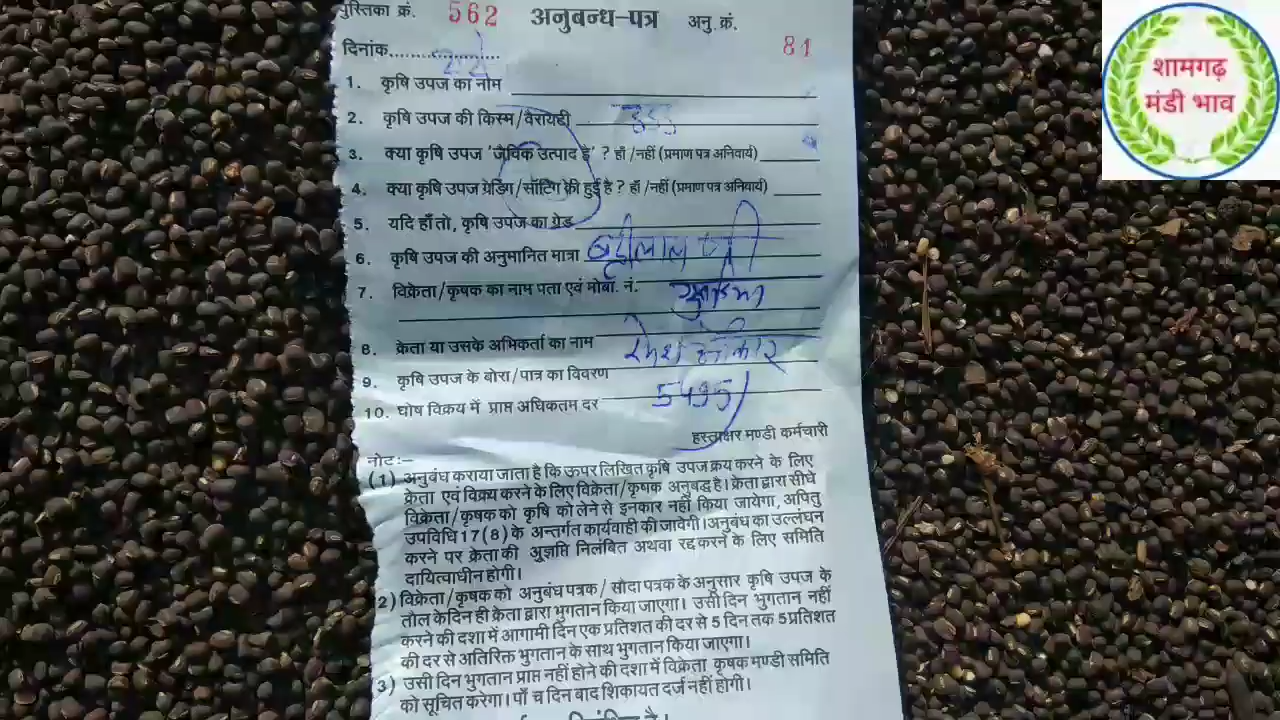 पुस्तिका क्रं. 562 अनुबन्ध-पत्र अनु. क्रं. 81
शामगढ़
मंडी भाव
दिनांक
1. कृषि उपज का नाम
2. कृषि उपज की किस्म/वैरायटी उड़द
3. क्या कृषि उपज 'जैविक उत्पाद है' ? हाँ /नहीं (प्रमाण पत्र अनिवार्य)
4. क्या कृषि उपज ग्रेडिंग/सॉटिंग की हुई है ? हाँ /नहीं (प्रमाण पत्र अनिवार्य)
5. यदि हाँ तो, कृषि उपज का ग्रेड
6. कृषि उपज की अनुमानित मात्रा बद्रीलाल
7. विक्रेता/कृषक का नाम पता एवं मोबा. नं.
8. क्रेता या उसके अभिकर्ता का नाम रमेश
9. कृषि उपज के बोरा/पात्र का विवरण
10. घोष विक्रय में प्राप्त अधिकतम दर 5495/
हस्ताक्षर मण्डी कर्मचारी
नोट:-
(1) अनुबंध कराया जाता है कि ऊपर लिखित कृषि उपज क्रय करने के लिए
क्रेता एवं विक्रय करने के लिए विक्रेता/कृषक अनुबद्ध है। क्रेता द्वारा सीधे
विक्रेता/कृषक को कृषि को लेने से इनकार नहीं किया जायेगा, अपितु
उपविधि 17(8) के अन्तर्गत कार्यवाही की जावेगी। अनुबंध का उल्लंघन
करने पर क्रेता की अुज्ञप्ति निलंबित अथवा रद्द करने के लिए समिति
दायित्वाधीन होगी।
2) विक्रेता/कृषक को अनुबंध पत्रक/ सौदा पत्रक के अनुसार कृषि उपज के
तौल के दिन ही क्रेता द्वारा भुगतान किया जाएगा। उसी दिन भुगतान नहीं
करने की दशा में आगामी दिन एक प्रतिशत की दर से 5 दिन तक 5 प्रतिशत
की दर से अतिरिक्त भुगतान के साथ भुगतान किया जाएगा।
3) उसी दिन भुगतान प्राप्त नहीं होने की दशा में विक्रेता कृषक मण्डी समिति
को सूचित करेगा। पाँच दिन बाद शिकायत दर्ज नहीं होगी।